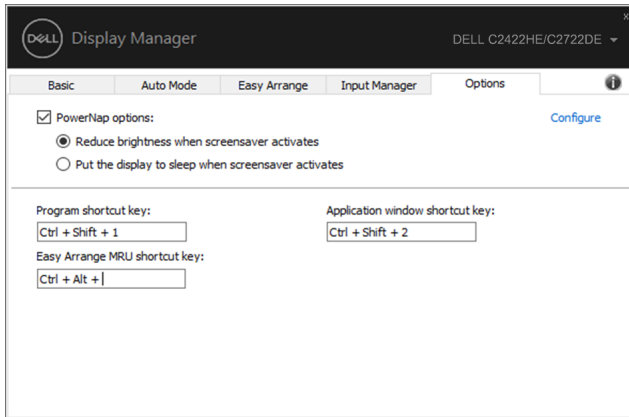 DELL Display Manager DELL C2422HE/C2722DE x
Basic Auto Mode Easy Arrange Input Manager Options
PowerNap options: Configure
Reduce brightness when screensaver activates
Put the display to sleep when screensaver activates
Program shortcut key: Application window shortcut key:
Ctrl + Shift + 1 Ctrl + Shift + 2
Easy Arrange MRU shortcut key:
Ctrl + Alt +